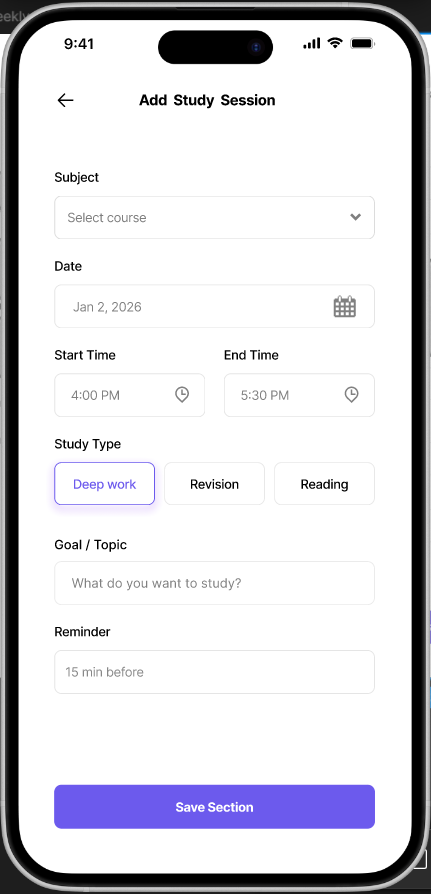 eekly
9:41
Add Study Session
Subject
Select course
Date
Jan 2, 2026
Start Time End Time
4:00 PM 5:30 PM
Study Type
Deep work Revision Reading
Goal / Topic
What do you want to study?
Reminder
15 min before
Save Section